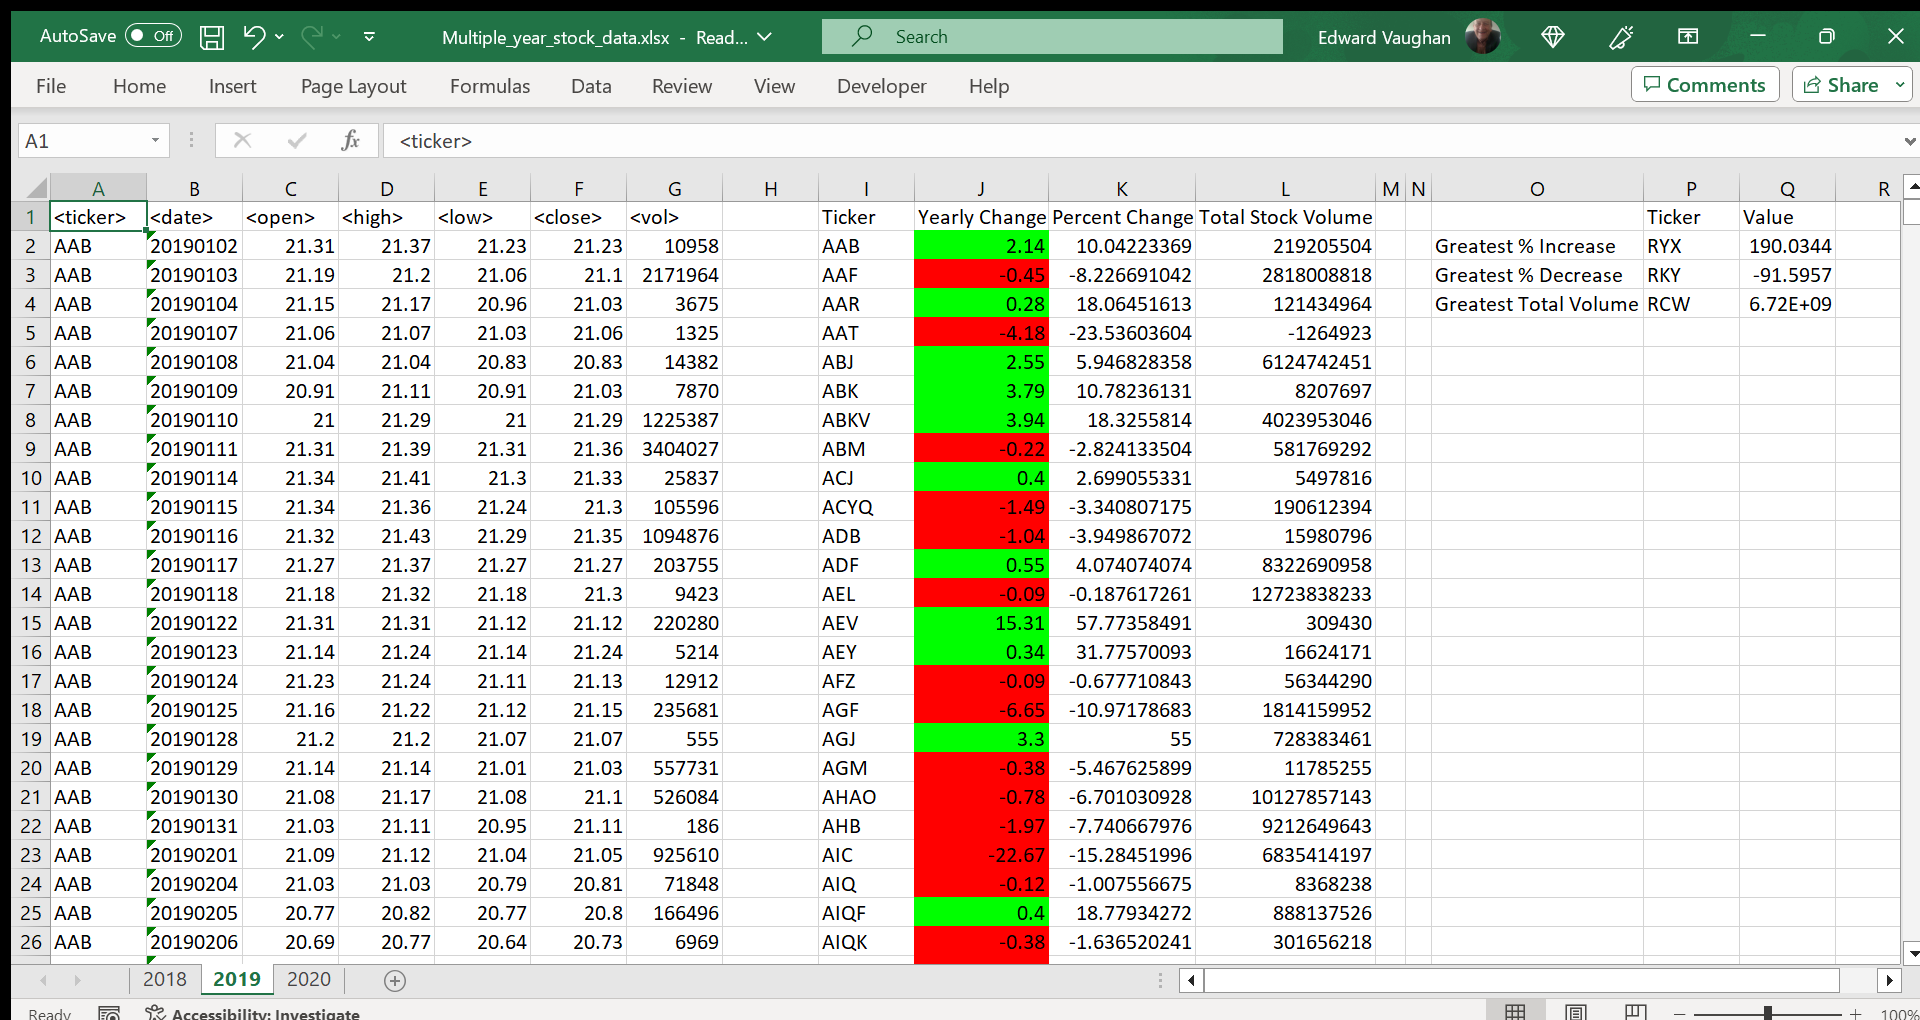 AutoSave Off Multiple_year_stock_data.xlsx - Read... Search Edward Vaughan
File Home Insert Page Layout Formulas Data Review View Developer Help Comments Share
A1 fx <ticker>
A B C D E F G H I J K L M N O P Q R
1 <ticker> <date> <open> <high> <low> <close> <vol> Ticker Yearly Change Percent Change Total Stock Volume Ticker Value
2 AAB 20190102 21.31 21.37 21.23 21.23 10958 AAB 2.14 10.04223369 219205504 Greatest % Increase RYX 190.0344
3 AAB 20190103 21.19 21.2 21.06 21.1 2171964 AAF -0.45 -8.226691042 2818008818 Greatest % Decrease RKY -91.5957
4 AAB 20190104 21.15 21.17 20.96 21.03 3675 AAR 0.28 18.06451613 121434964 Greatest Total Volume RCW 6.72E+09
5 AAB 20190107 21.06 21.07 21.03 21.06 1325 AAT -4.18 -23.53603604 -1264923
6 AAB 20190108 21.04 21.04 20.83 20.83 14382 ABJ 2.55 5.946828358 6124742451
7 AAB 20190109 20.91 21.11 20.91 21.03 7870 ABK 3.79 10.78236131 8207697
8 AAB 20190110 21 21.29 21 21.29 1225387 ABKV 3.94 18.3255814 4023953046
9 AAB 20190111 21.31 21.39 21.31 21.36 3404027 ABM -0.22 -2.824133504 581769292
10 AAB 20190114 21.34 21.41 21.3 21.33 25837 ACJ 0.4 2.699055331 5497816
11 AAB 20190115 21.34 21.36 21.24 21.3 105596 ACYQ -1.49 -3.340807175 190612394
12 AAB 20190116 21.32 21.43 21.29 21.35 1094876 ADB -1.04 -3.949867072 15980796
13 AAB 20190117 21.27 21.37 21.27 21.27 203755 ADF 0.55 4.074074074 8322690958
14 AAB 20190118 21.18 21.32 21.18 21.3 9423 AEL -0.09 -0.187617261 12723838233
15 AAB 20190122 21.31 21.31 21.12 21.12 220280 AEV 15.31 57.77358491 309430
16 AAB 20190123 21.14 21.24 21.14 21.24 5214 AEY 0.34 31.77570093 16624171
17 AAB 20190124 21.23 21.24 21.11 21.13 12912 AFZ -0.09 -0.677710843 56344290
18 AAB 20190125 21.16 21.22 21.12 21.15 235681 AGF -6.65 -10.97178683 1814159952
19 AAB 20190128 21.2 21.2 21.07 21.07 555 AGJ 3.3 55 728383461
20 AAB 20190129 21.14 21.14 21.01 21.03 557731 AGM -0.38 -5.467625899 11785255
21 AAB 20190130 21.08 21.17 21.08 21.1 526084 AHAO -0.78 -6.701030928 10127857143
22 AAB 20190131 21.03 21.11 20.95 21.11 186 AHB -1.97 -7.740667976 9212649643
23 AAB 20190201 21.09 21.12 21.04 21.05 925610 AIC -22.67 -15.28451996 6835414197
24 AAB 20190204 21.03 21.03 20.79 20.81 71848 AIQ -0.12 -1.007556675 8368238
25 AAB 20190205 20.77 20.82 20.77 20.8 166496 AIQF 0.4 18.77934272 888137526
26 AAB 20190206 20.69 20.77 20.64 20.73 6969 AIQK -0.38 -1.636520241 301656218
2018 2019 2020
Ready Accessibility: Investigate 100%